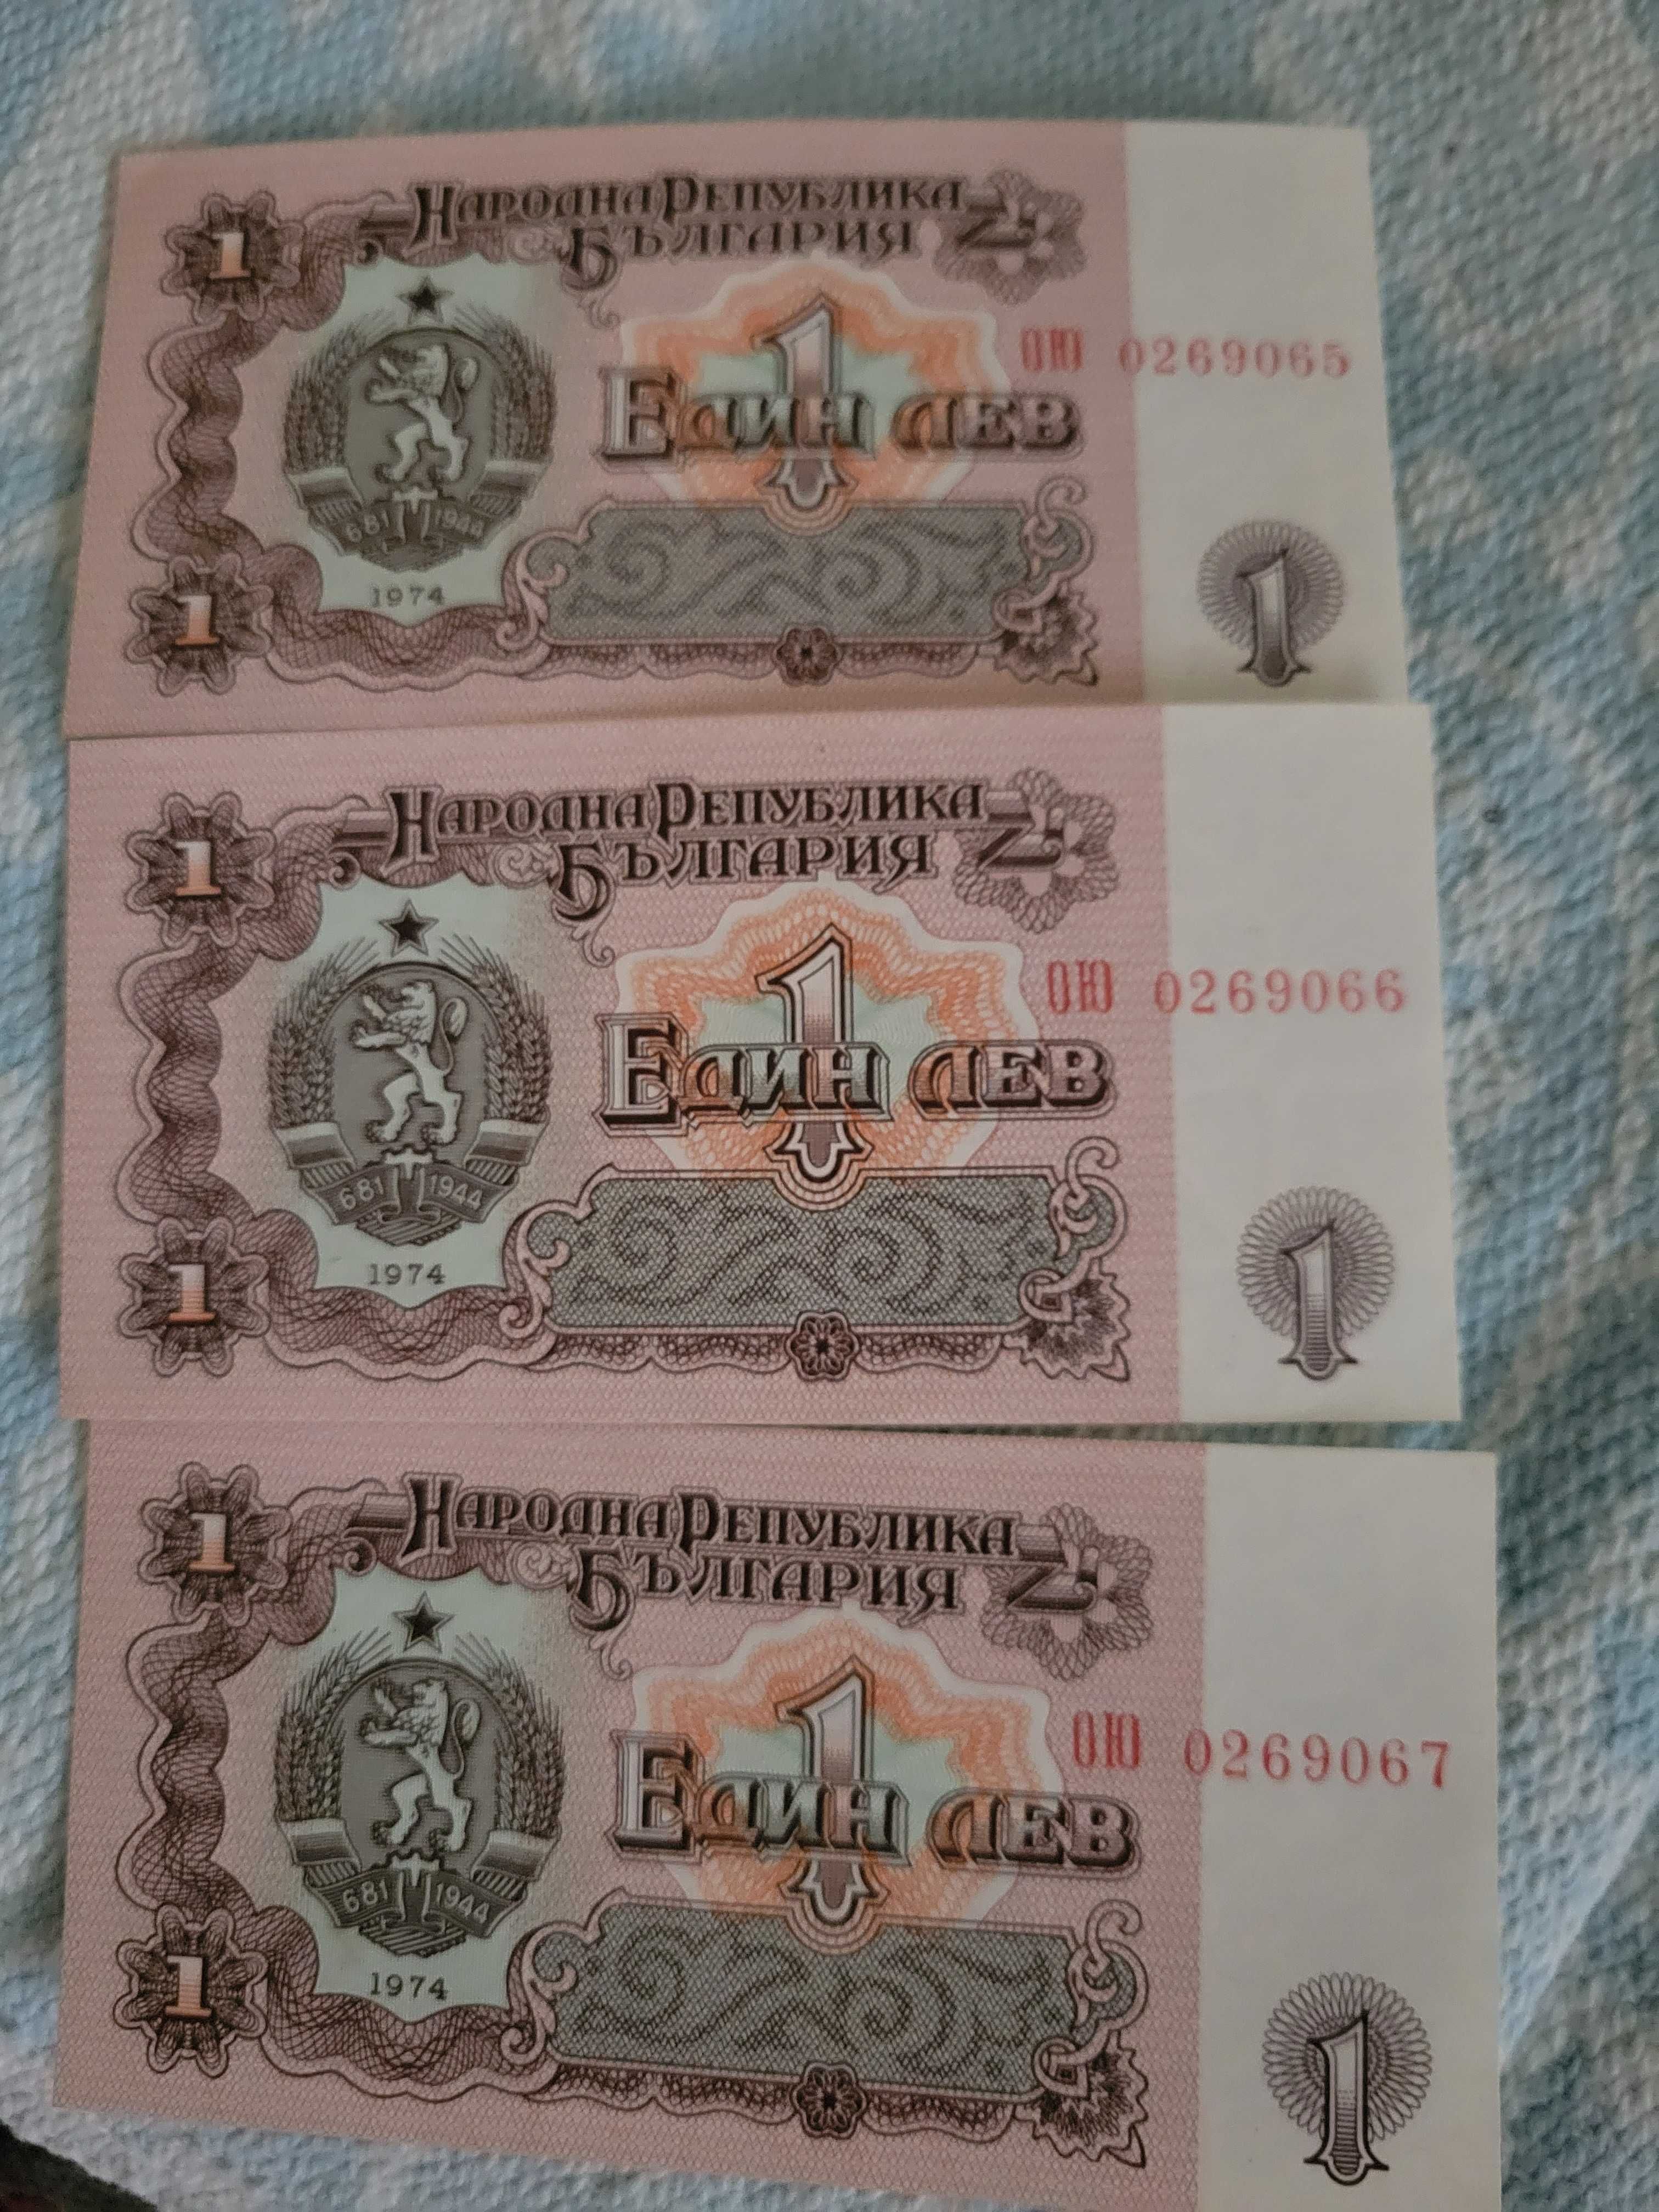 1
НАРОДНА РЕПУБЛИКА
БЪЛГАРИЯ
1
ОЮ 0269065
ЕДИН ЛЕВ
681 1944
1974
1
1
1
НАРОДНА РЕПУБЛИКА
БЪЛГАРИЯ
1
ОЮ 0269066
ЕДИН ЛЕВ
681 1944
1974
1
1
1
НАРОДНА РЕПУБЛИКА
БЪЛГАРИЯ
1
ОЮ 0269067
ЕДИН ЛЕВ
681 1944
1974
1
1